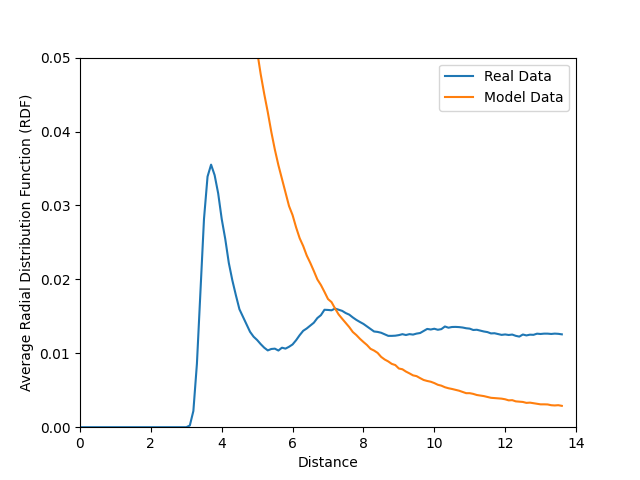 0.05
0.04
0.03
0.02
0.01
0.00
Average Radial Distribution Function (RDF)
Real Data
Model Data
0 2 4 6 8 10 12 14
Distance